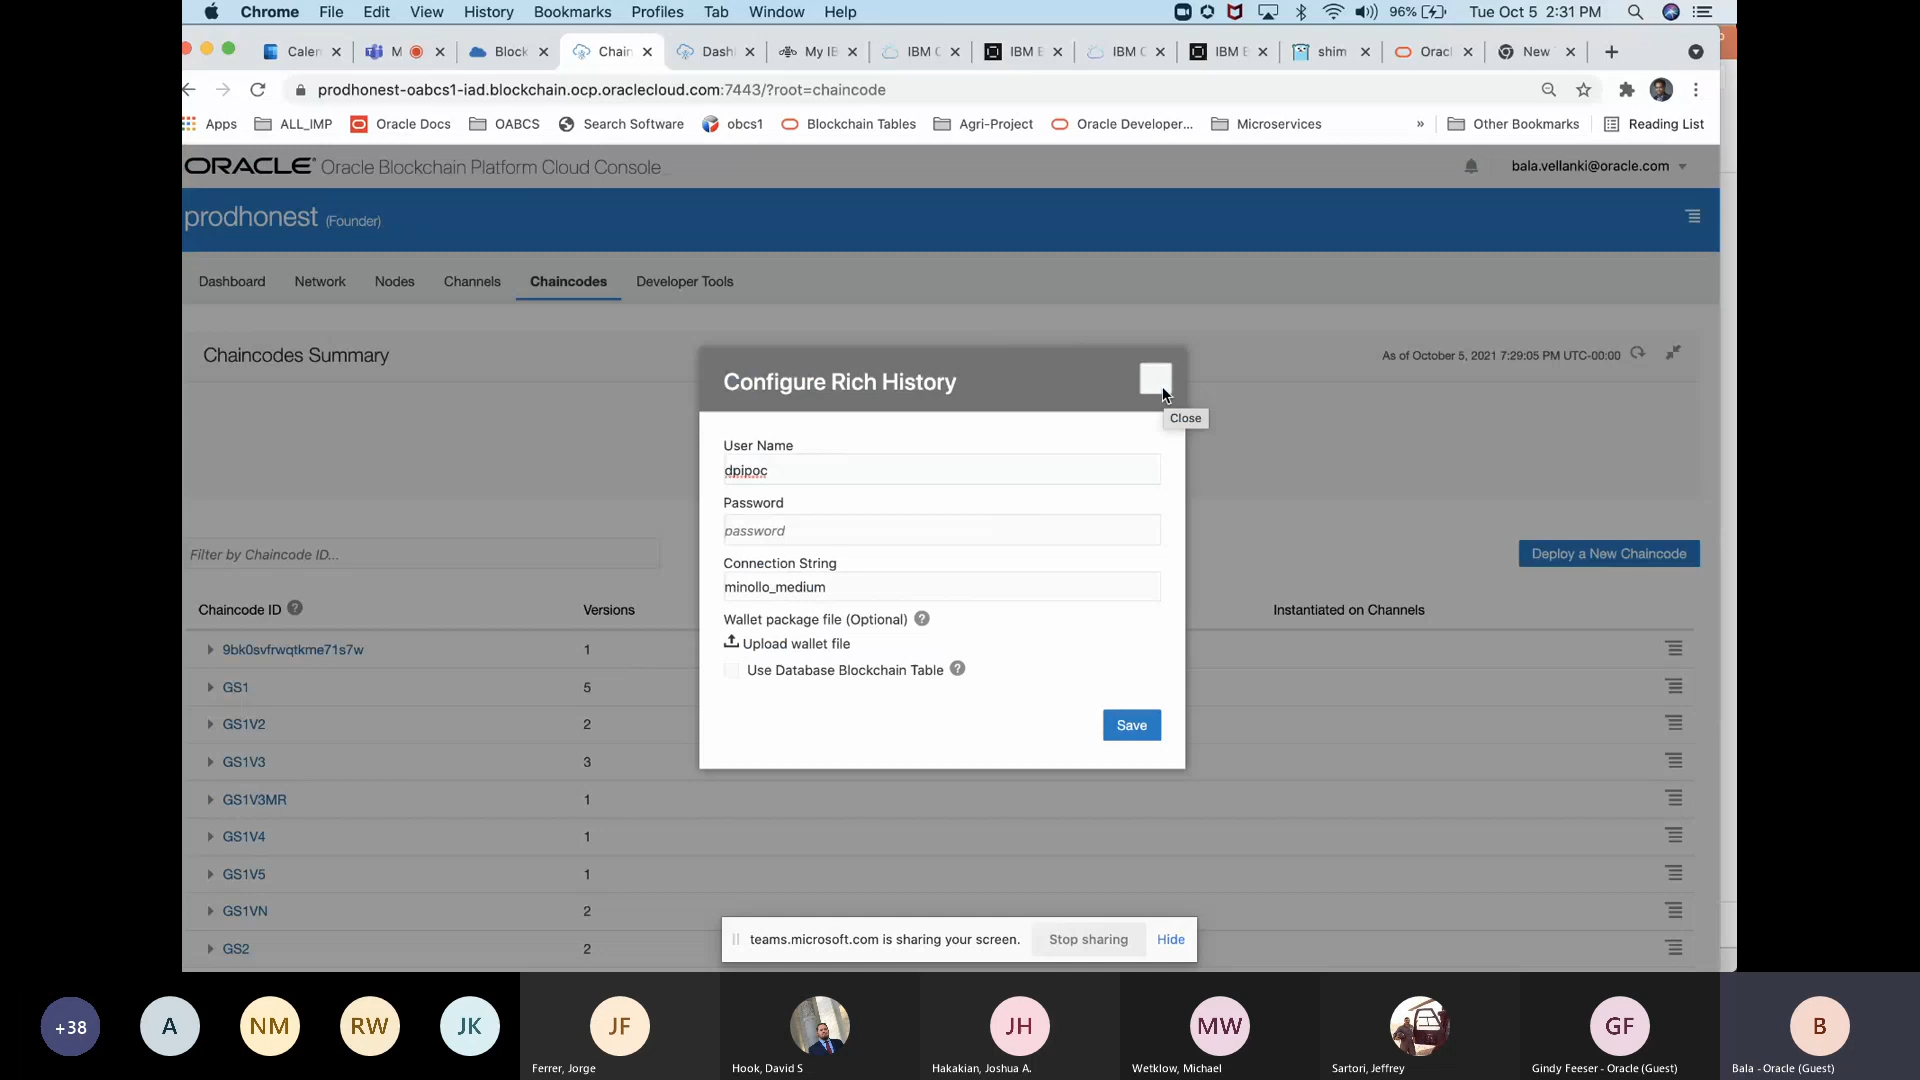 Chrome File Edit View History Bookmarks Profiles Tab Window Help 96% Tue Oct 5 2:31 PM
Calen M Block Chain Dash My IB IBM C IBM E IBM C IBM E shim Orac New
prodhonest-oabcs1-iad.blockchain.ocp.oraclecloud.com:7443/?root=chaincode
Apps ALL_IMP Oracle Docs OABCS Search Software obcs1 Blockchain Tables Agri-Project Oracle Developer... Microservices » Other Bookmarks Reading List
ORACLE® Oracle Blockchain Platform Cloud Console bala.vellanki@oracle.com
prodhonest (Founder)
Dashboard Network Nodes Channels Chaincodes Developer Tools
Chaincodes Summary
As of October 5, 2021 7:29:05 PM UTC-00:00
Configure Rich History
Close
User Name
dpipoc
Password
password
Connection String
minollo_medium
Wallet package file (Optional) ?
Upload wallet file
Use Database Blockchain Table ?
Save
Filter by Chaincode ID...
Deploy a New Chaincode
Chaincode ID ? Versions Instantiated on Channels
9bk0svfrwqtkme71s7w 1
GS1 5
GS1V2 2
GS1V3 3
GS1V3MR 1
GS1V4 1
GS1V5 1
GS1VN 2
GS2 2
teams.microsoft.com is sharing your screen. Stop sharing Hide
+38 A NM RW JK JF JH MW GF B
Ferrer, Jorge Hook, David S Hakakian, Joshua A. Wetklow, Michael Sartori, Jeffrey Gindy Feeser - Oracle (Guest) Bala - Oracle (Guest)